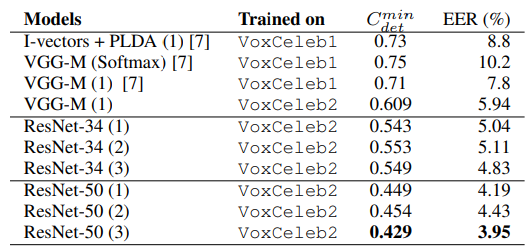 Models Trained on C_det^min EER (%)
I-vectors + PLDA (1) [7] VoxCeleb1 0.73 8.8
VGG-M (Softmax) [7] VoxCeleb1 0.75 10.2
VGG-M (1) [7] VoxCeleb1 0.71 7.8
VGG-M (1) VoxCeleb2 0.609 5.94
ResNet-34 (1) VoxCeleb2 0.543 5.04
ResNet-34 (2) VoxCeleb2 0.553 5.11
ResNet-34 (3) VoxCeleb2 0.549 4.83
ResNet-50 (1) VoxCeleb2 0.449 4.19
ResNet-50 (2) VoxCeleb2 0.454 4.43
ResNet-50 (3) VoxCeleb2 0.429 3.95